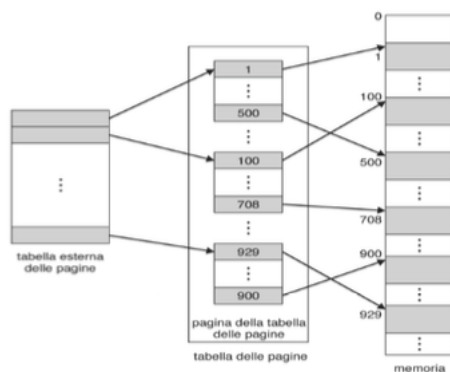 tabella esterna
delle pagine
1
500
100
708
929
900
pagina della tabella
delle pagine
tabella delle pagine
0
1
100
500
708
900
929
memoria